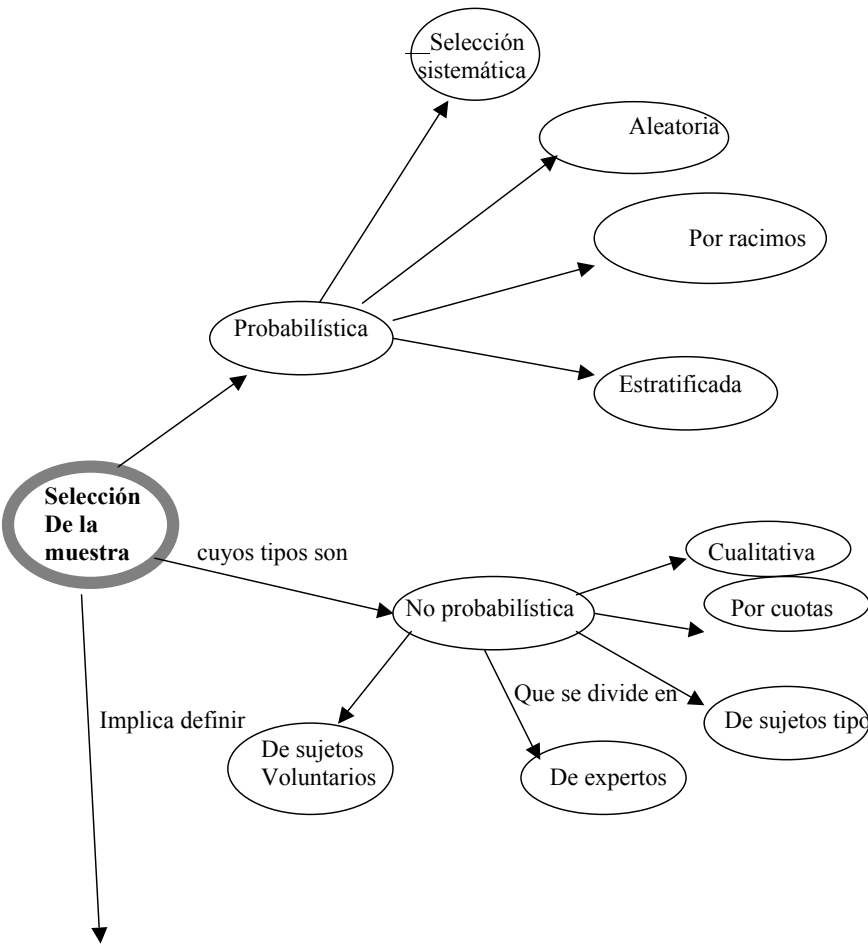 Selección
sistemática
Aleatoria
Por racimos
Probabilística
Estratificada
Selección
De la
muestra
cuyos tipos son
Cualitativa
No probabilística
Por cuotas
Que se divide en
Implica definir
De sujetos tipo
De sujetos
Voluntarios
De expertos